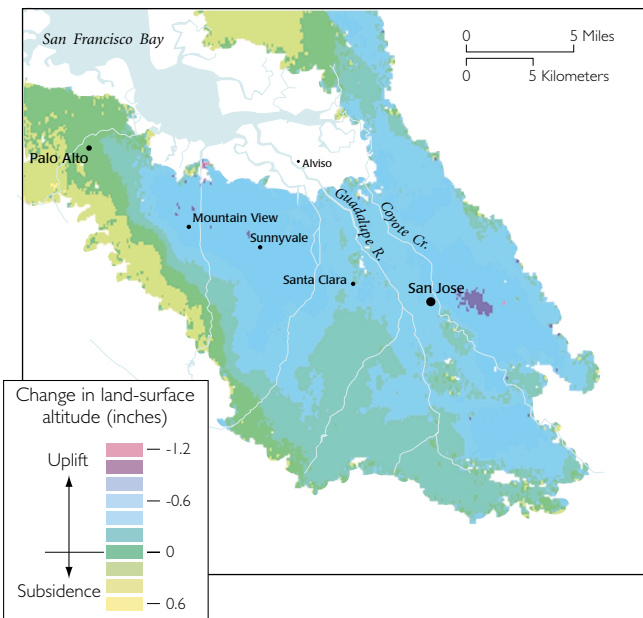 San Francisco Bay
0 5 Miles
0 5 Kilometers
Palo Alto
Alviso
Mountain View
Sunnyvale
Guadalupe R.
Coyote Cr.
Santa Clara
San Jose
Change in land-surface
altitude (inches)
Uplift
Subsidence
-1.2
-0.6
0
0.6